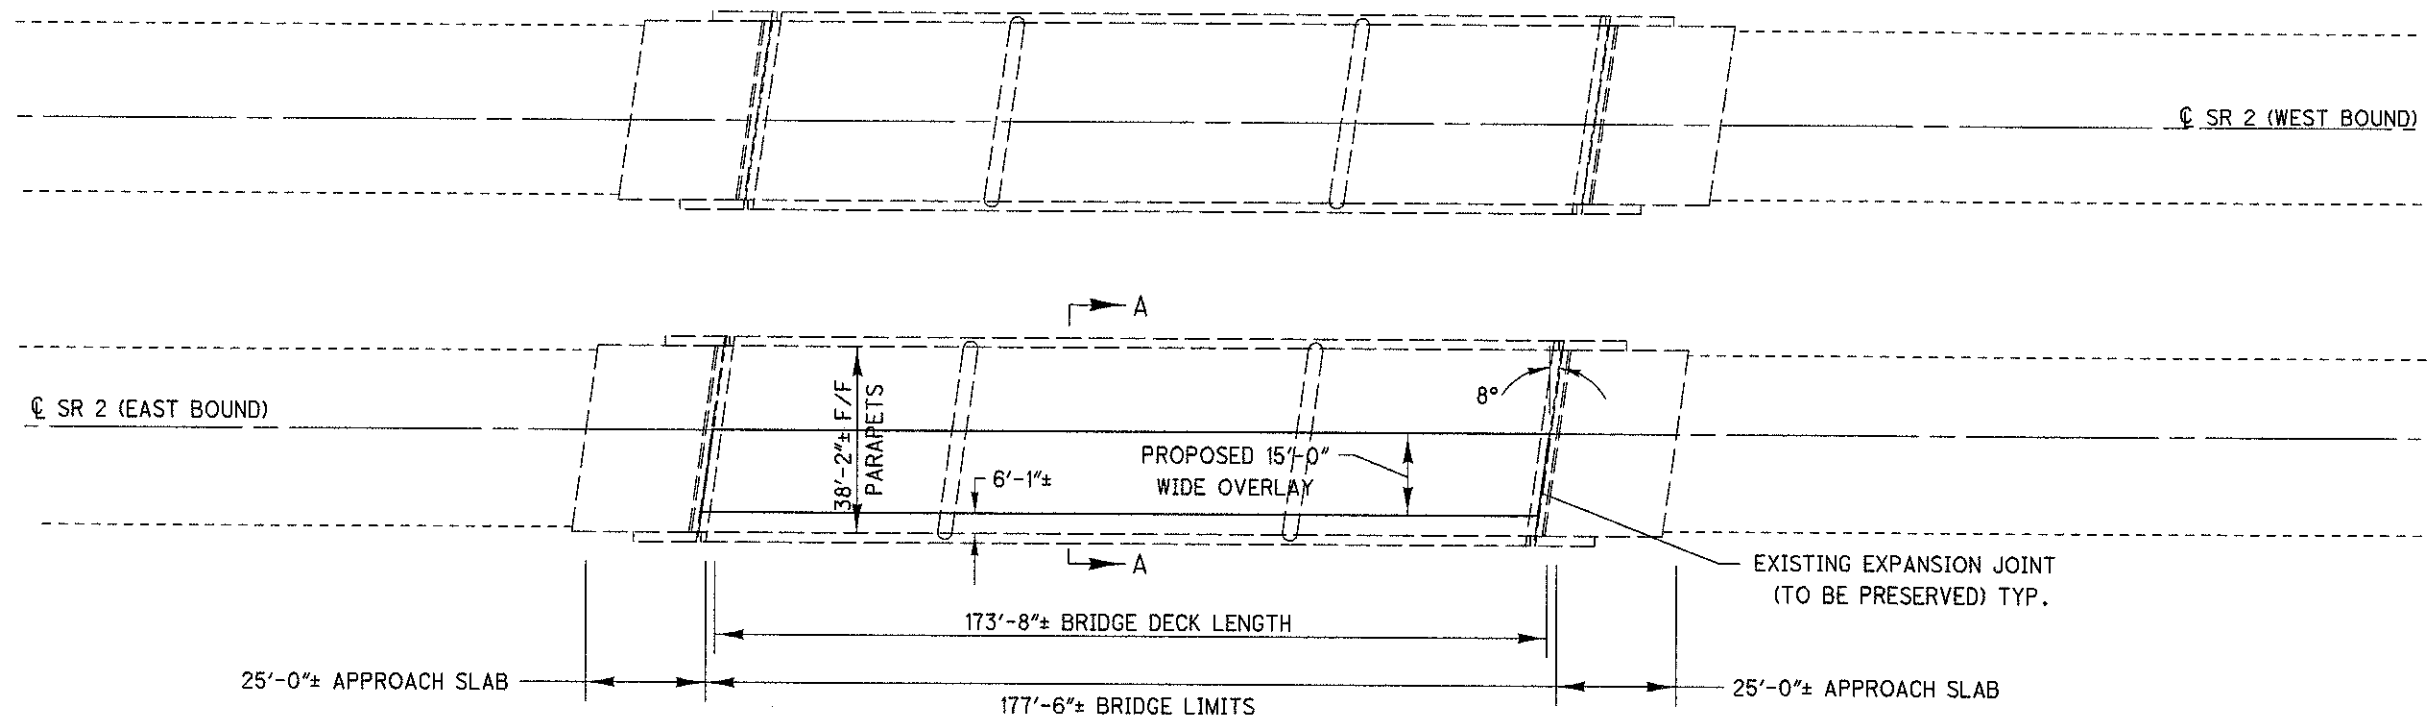 ℄ SR 2 (WEST BOUND)
A
℄ SR 2 (EAST BOUND)
38'-2"± F/F
PARAPETS
8°
PROPOSED 15'-0"
WIDE OVERLAY
6'-1"±
A
EXISTING EXPANSION JOINT
(TO BE PRESERVED) TYP.
173'-8"± BRIDGE DECK LENGTH
25'-0"± APPROACH SLAB
177'-6"± BRIDGE LIMITS
25'-0"± APPROACH SLAB